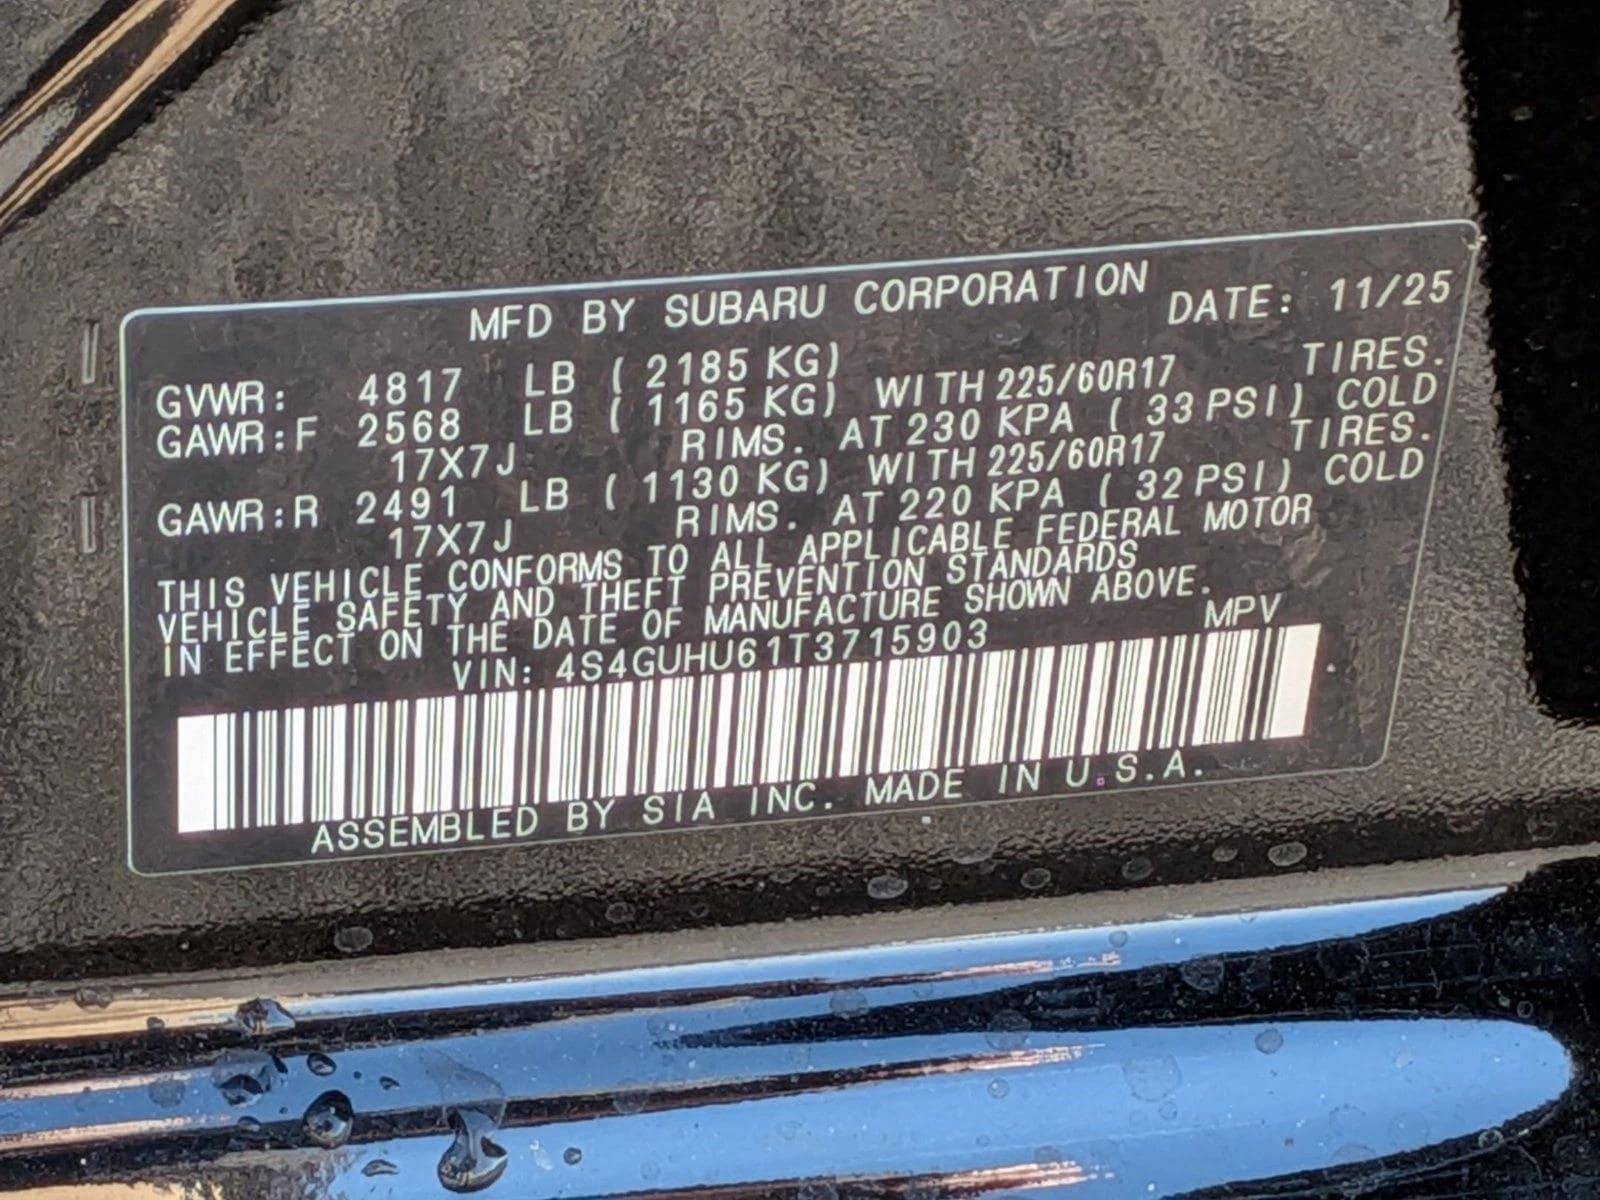 MFD BY SUBARU CORPORATION DATE: 11/25
GVWR: 4817 LB ( 2185 KG)
GAWR:F 2568 LB ( 1165 KG) WITH 225/60R17 TIRES.
17X7J RIMS. AT 230 KPA ( 33 PSI) COLD
GAWR:R 2491 LB ( 1130 KG) WITH 225/60R17 TIRES.
17X7J RIMS. AT 220 KPA ( 32 PSI) COLD
THIS VEHICLE CONFORMS TO ALL APPLICABLE FEDERAL MOTOR
VEHICLE SAFETY AND THEFT PREVENTION STANDARDS
IN EFFECT ON THE DATE OF MANUFACTURE SHOWN ABOVE.
VIN: 4S4GUHU61T3715903 MPV
ASSEMBLED BY SIA INC. MADE IN U.S.A.